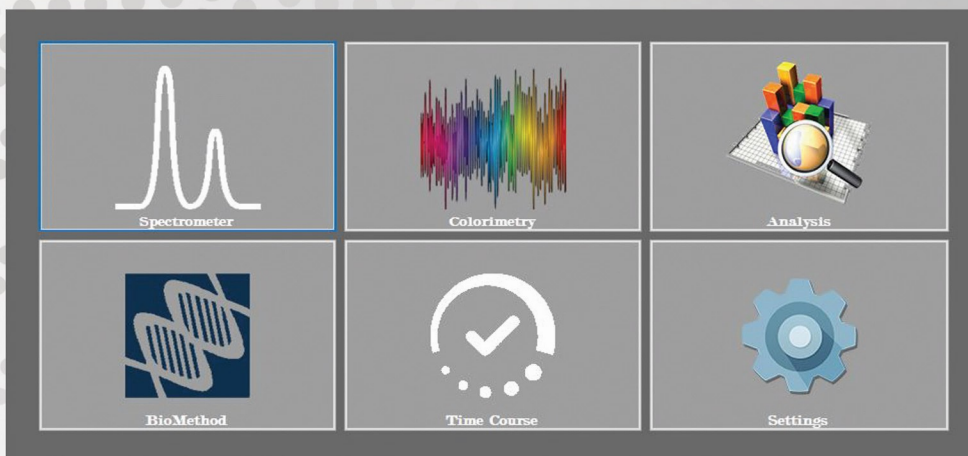 Spectrometer
Colorimetry
Analysis
BioMethod
Time Course
Settings